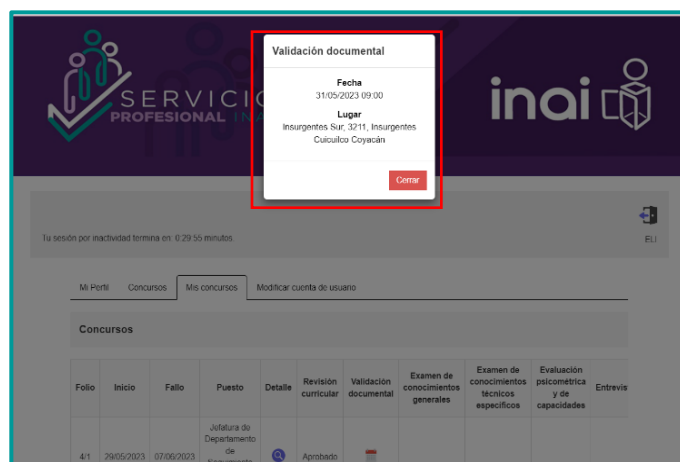 Validación documental
Fecha
31/05/2023 09:00
Lugar
Insurgentes Sur, 3211, Insurgentes
Cuicuilco Coyacán
Cerrar
SERVICIO
PROFESIONAL INA
inai
Tu sesión por inactividad termina en: 0:29:55 minutos.
ELI
Mi Perfil Concursos Mis concursos Modificar cuenta de usuario
Concursos
Folio Inicio Fallo Puesto Detalle Revisión curricular Validación documental Examen de conocimientos generales Examen de conocimientos técnicos específicos Evaluación psicométrica y de capacidades Entrevis
4/1 29/05/2023 07/06/2023 Jefatura de Departamento de Aprobado